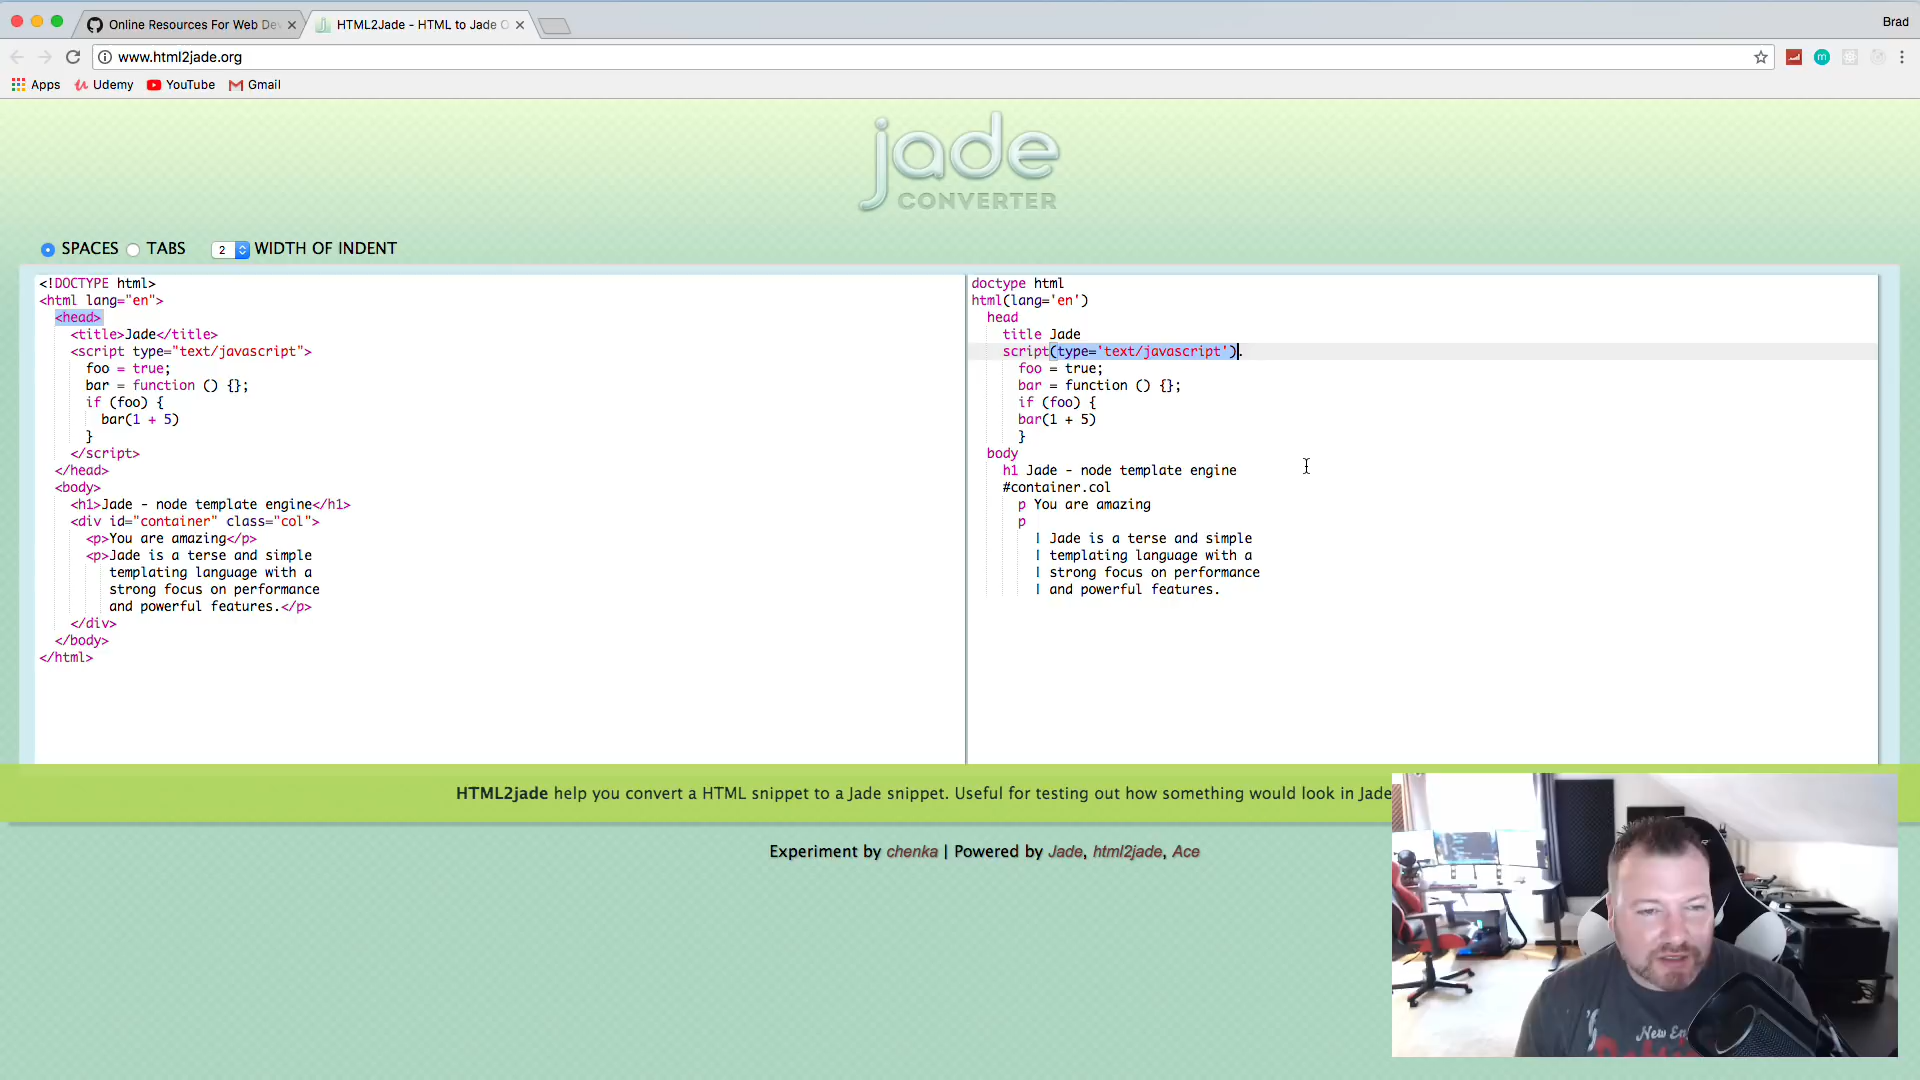 Online Resources For Web De
HTML2Jade - HTML to Jade O
Brad
www.html2jade.org
Apps
Udemy
YouTube
Gmail
jade
CONVERTER
SPACES
TABS
2
WIDTH OF INDENT
<!DOCTYPE html>
<html lang="en">
<head>
<title>Jade</title>
<script type="text/javascript">
foo = true;
bar = function () {};
if (foo) {
bar(1 + 5)
}
</script>
</head>
<body>
<h1>Jade - node template engine</h1>
<div id="container" class="col">
<p>You are amazing</p>
<p>Jade is a terse and simple
templating language with a
strong focus on performance
and powerful features.</p>
</div>
</body>
</html>
doctype html
html(lang='en')
head
title Jade
script(type='text/javascript').
foo = true;
bar = function () {};
if (foo) {
bar(1 + 5)
}
body
h1 Jade - node template engine
#container.col
p You are amazing
p
| Jade is a terse and simple
| templating language with a
| strong focus on performance
| and powerful features.
HTML2jade help you convert a HTML snippet to a Jade snippet. Useful for testing out how something would look in Jade
Experiment by chenka | Powered by Jade, html2jade, Ace
New En